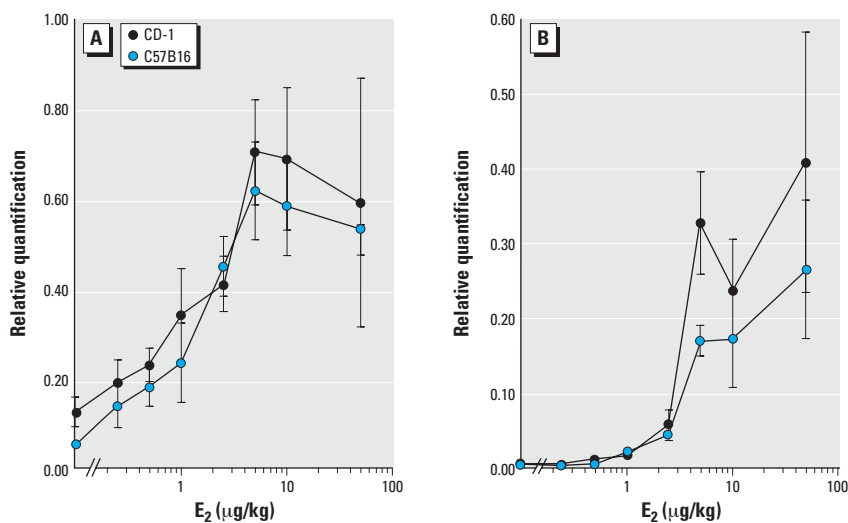 A
CD-1
C57B16
1.00
0.80
0.60
0.40
0.20
0.00
Relative quantification
1 10 100
E2 (μg/kg)
B
0.60
0.50
0.40
0.30
0.20
0.10
0.00
Relative quantification
1 10 100
E2 (μg/kg)